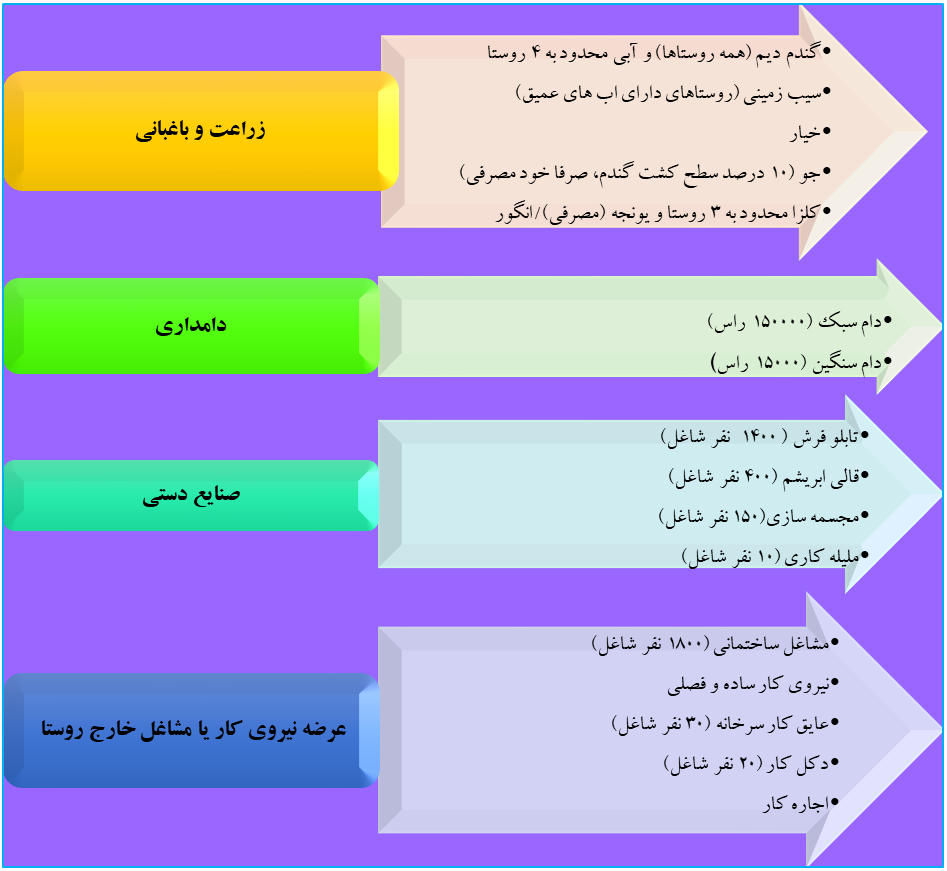 زراعت و باغبانی
•گندم دیم (همه روستاها) و آبی محدود به ۴ روستا
•سیب زمینی (روستاهای دارای اب های عمیق)
•خیار
•جو (۱۰ درصد سطح کشت گندم، صرفا خود مصرفی)
•کلزا محدود به ۳ روستا و یونجه (مصرفی)/انگور
دامداری
•دام سبک (۱۵۰۰۰۰ راس)
•دام سنگین (۱۵۰۰۰ راس)
صنایع دستی
•تابلو فرش (۱۴۰۰ نفر شاغل)
•قالی ابریشم (۴۰۰ نفر شاغل)
•مجسمه سازی(۱۵۰ نفر شاغل)
•ملیله کاری (۱۰ نفر شاغل)
عرضه نیروی کار یا مشاغل خارج روستا
•مشاغل ساختمانی (۱۸۰۰ نفر شاغل)
•نیروی کار ساده و فصلی
•عایق کار سرخانه (۳۰ نفر شاغل)
•دکل کار (۲۰ نفر شاغل)
•اجاره کار